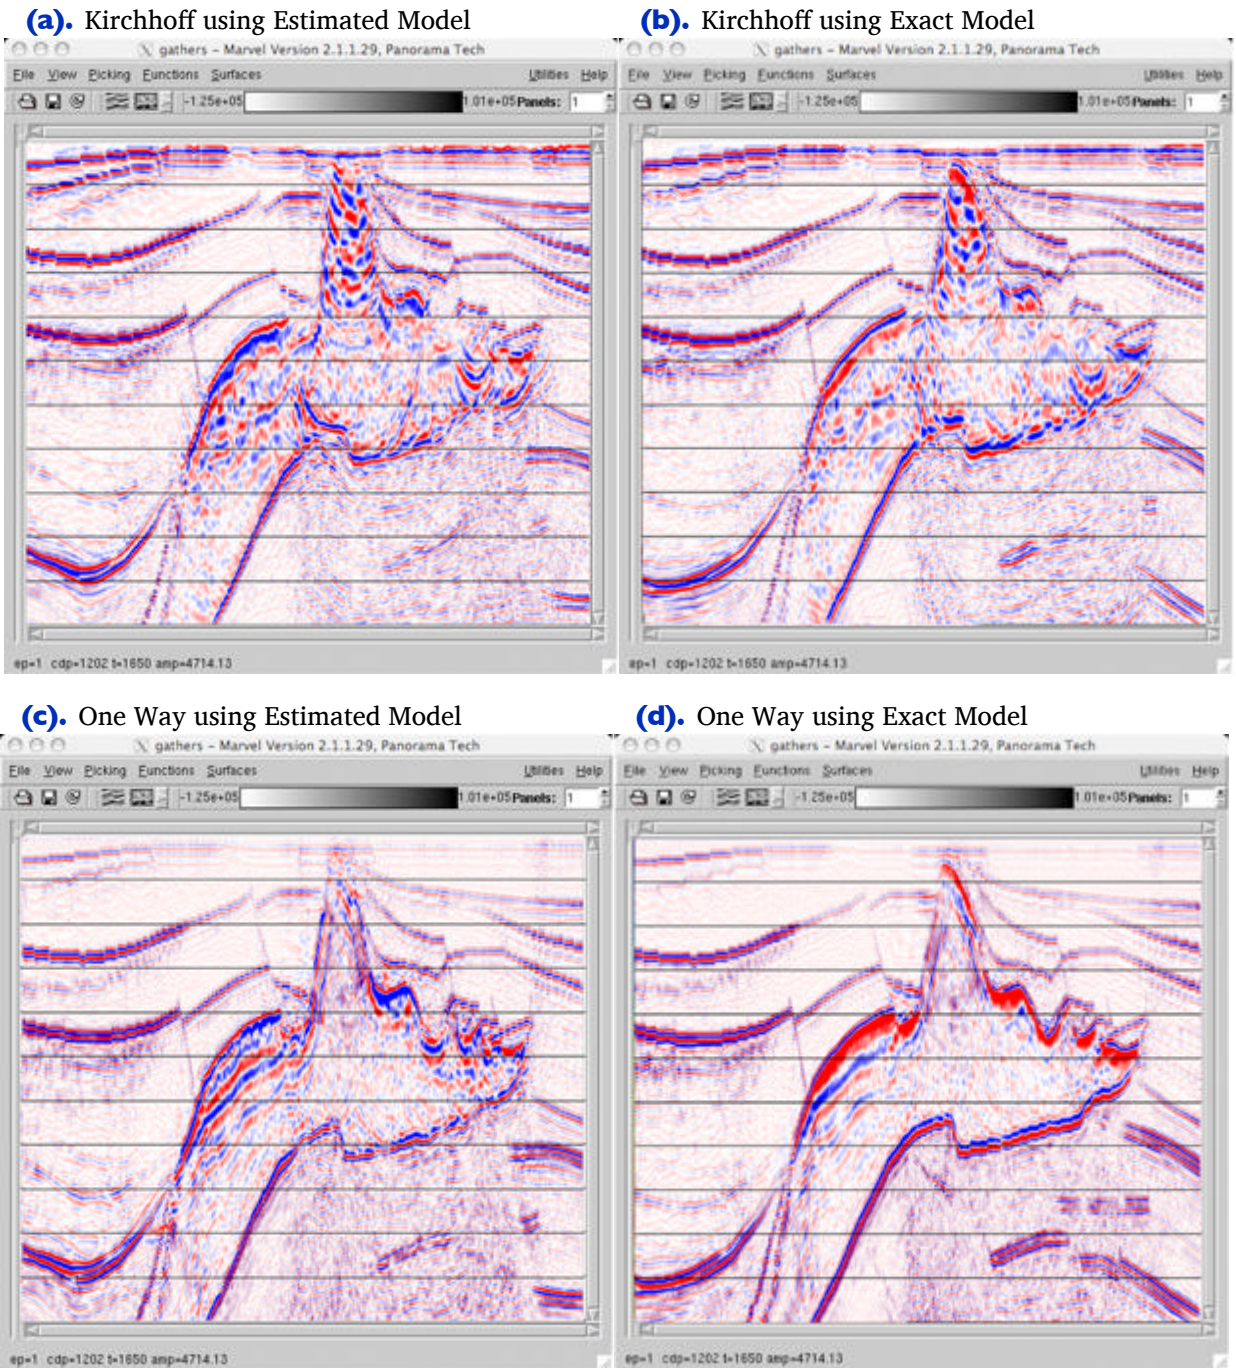 (a). Kirchhoff using Estimated Model
gathers - Marvel Version 2.1.1.29, Panorama Tech
File View Picking Functions Surfaces Utilities Help
-1.25e+05 1.01e+05 Panels: 1
ep=1 cdp=1202 t=1650 amp=4714.13
(b). Kirchhoff using Exact Model
gathers - Marvel Version 2.1.1.29, Panorama Tech
File View Picking Functions Surfaces Utilities Help
-1.25e+05 1.01e+05 Panels: 1
ep=1 cdp=1202 t=1650 amp=4714.13
(c). One Way using Estimated Model
gathers - Marvel Version 2.1.1.29, Panorama Tech
File View Picking Functions Surfaces Utilities Help
-1.25e+05 1.01e+05 Panels: 1
ep=1 cdp=1202 t=1650 amp=4714.13
(d). One Way using Exact Model
gathers - Marvel Version 2.1.1.29, Panorama Tech
File View Picking Functions Surfaces Utilities Help
-1.25e+05 1.01e+05 Panels: 1
ep=1 cdp=1202 t=1650 amp=4714.13